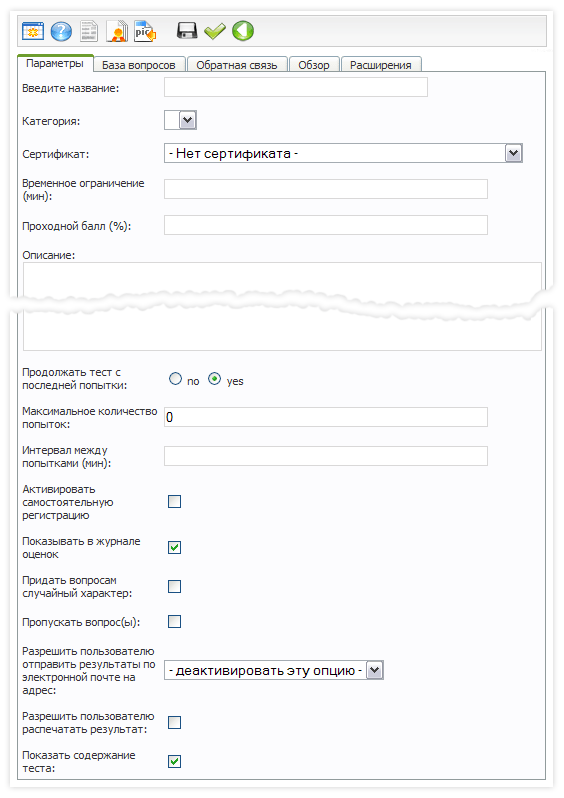 pic
Параметры База вопросов Обратная связь Обзор Расширения
Введите название:
Категория:
Сертификат: - Нет сертификата -
Временное ограничение
(мин):
Проходной балл (%):
Описание:
Продолжать тест с
последней попытки: no yes
Максимальное количество
попыток: 0
Интервал между
попытками (мин):
Активировать
самостоятельную
регистрацию
Показывать в журнале
оценок
Придать вопросам
случайный характер:
Пропускать вопрос(ы):
Разрешить пользователю
отправить результаты по
электронной почте на
адрес: - деактивировать эту опцию -
Разрешить пользователю
распечатать результат:
Показать содержание
теста: